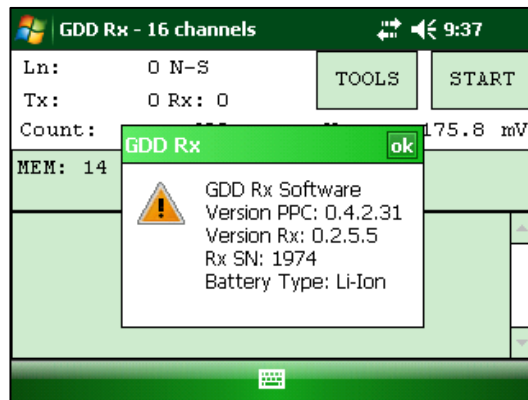 GDD Rx - 16 channels 9:37
Ln: 0 N-S
TOOLS START
Tx: 0 Rx: 0
Count: 175.8 mV
GDD Rx ok
MEM: 14
GDD Rx Software
Version PPC: 0.4.2.31
Version Rx: 0.2.5.5
Rx SN: 1974
Battery Type: Li-Ion